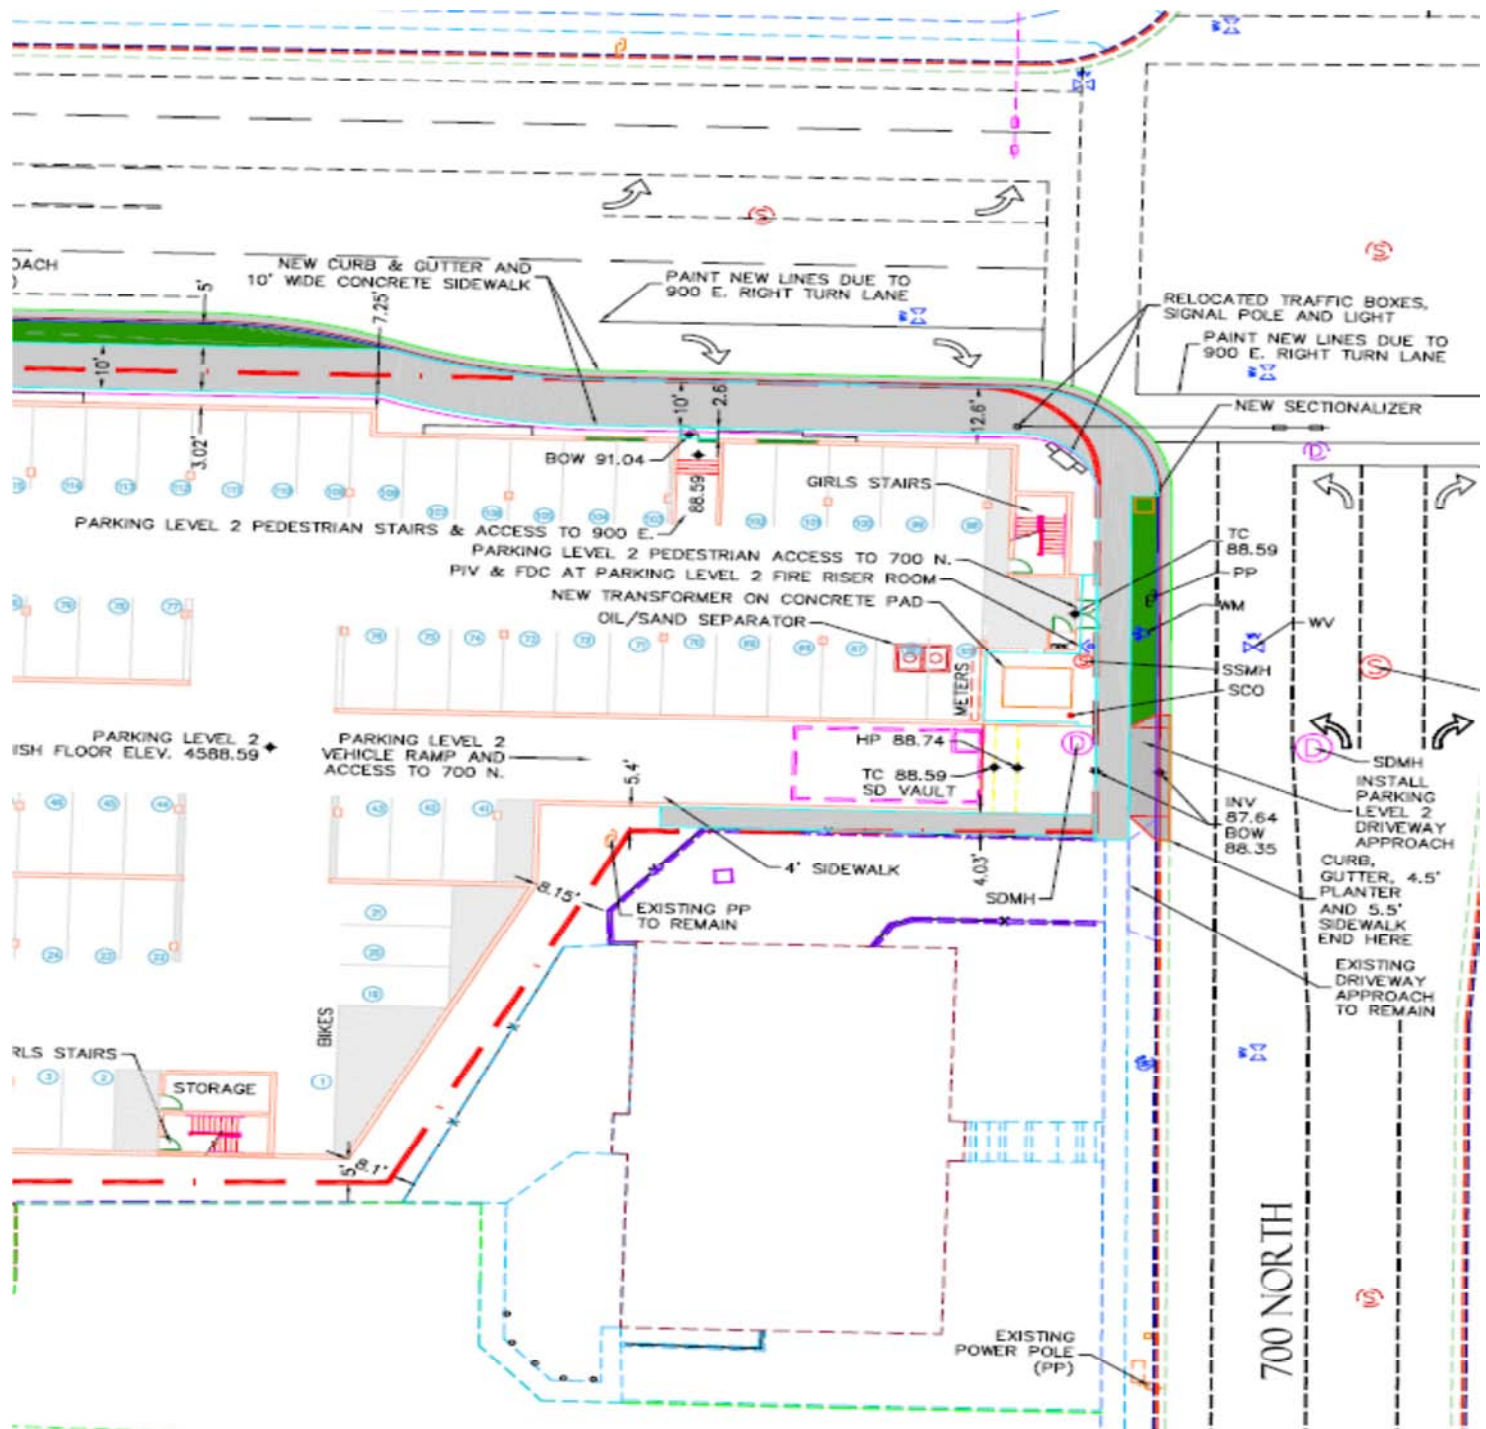 OACH
NEW CURB & GUTTER AND
10' WIDE CONCRETE SIDEWALK
PAINT NEW LINES DUE TO
900 E. RIGHT TURN LANE
RELOCATED TRAFFIC BOXES,
SIGNAL POLE AND LIGHT
PAINT NEW LINES DUE TO
900 E. RIGHT TURN LANE
NEW SECTIONALIZER
5'
7.25'
10'
10'
2.6
12.6'
3.02'
BOW 91.04
88.59
GIRLS STAIRS
PARKING LEVEL 2 PEDESTRIAN STAIRS & ACCESS TO 900 E.
PARKING LEVEL 2 PEDESTRIAN ACCESS TO 700 N.
PIV & FDC AT PARKING LEVEL 2 FIRE RISER ROOM
NEW TRANSFORMER ON CONCRETE PAD
OIL/SAND SEPARATOR
TC
88.59
PP
WM
WV
SSMH
SCO
METERS
PARKING LEVEL 2
ISH FLOOR ELEV. 4588.59
PARKING LEVEL 2
VEHICLE RAMP AND
ACCESS TO 700 N.
5.4'
HP 88.74
TC 88.59
SD VAULT
SDMH
INSTALL
PARKING
LEVEL 2
DRIVEWAY
APPROACH
INV
87.64
BOW
88.35
CURB,
GUTTER, 4.5'
PLANTER
AND 5.5'
SIDEWALK
END HERE
4' SIDEWALK
4.03'
SDMH
8.15'
EXISTING PP
TO REMAIN
EXISTING
DRIVEWAY
APPROACH
TO REMAIN
BIKES
RLS STAIRS
STORAGE
3
2
1
5'
8.1'
700 NORTH
EXISTING
POWER POLE
(PP)